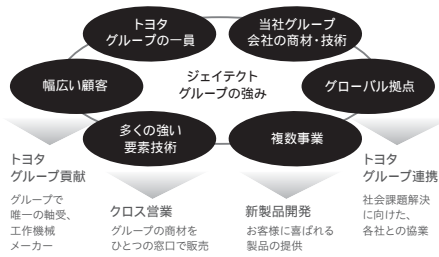 トヨタ
グループの一員
当社グループ
会社の商材・技術
幅広い顧客
ジェイテクト
グループの強み
グローバル拠点
多くの強い
要素技術
複数事業
トヨタ
グループ貢献
グループで
唯一の軸受、
工作機械
メーカー
クロス営業
グループの商材を
ひとつの窓口で販売
新製品開発
お客様に喜ばれる
製品の提供
トヨタ
グループ連携
社会課題解決
に向けた、
各社との協業